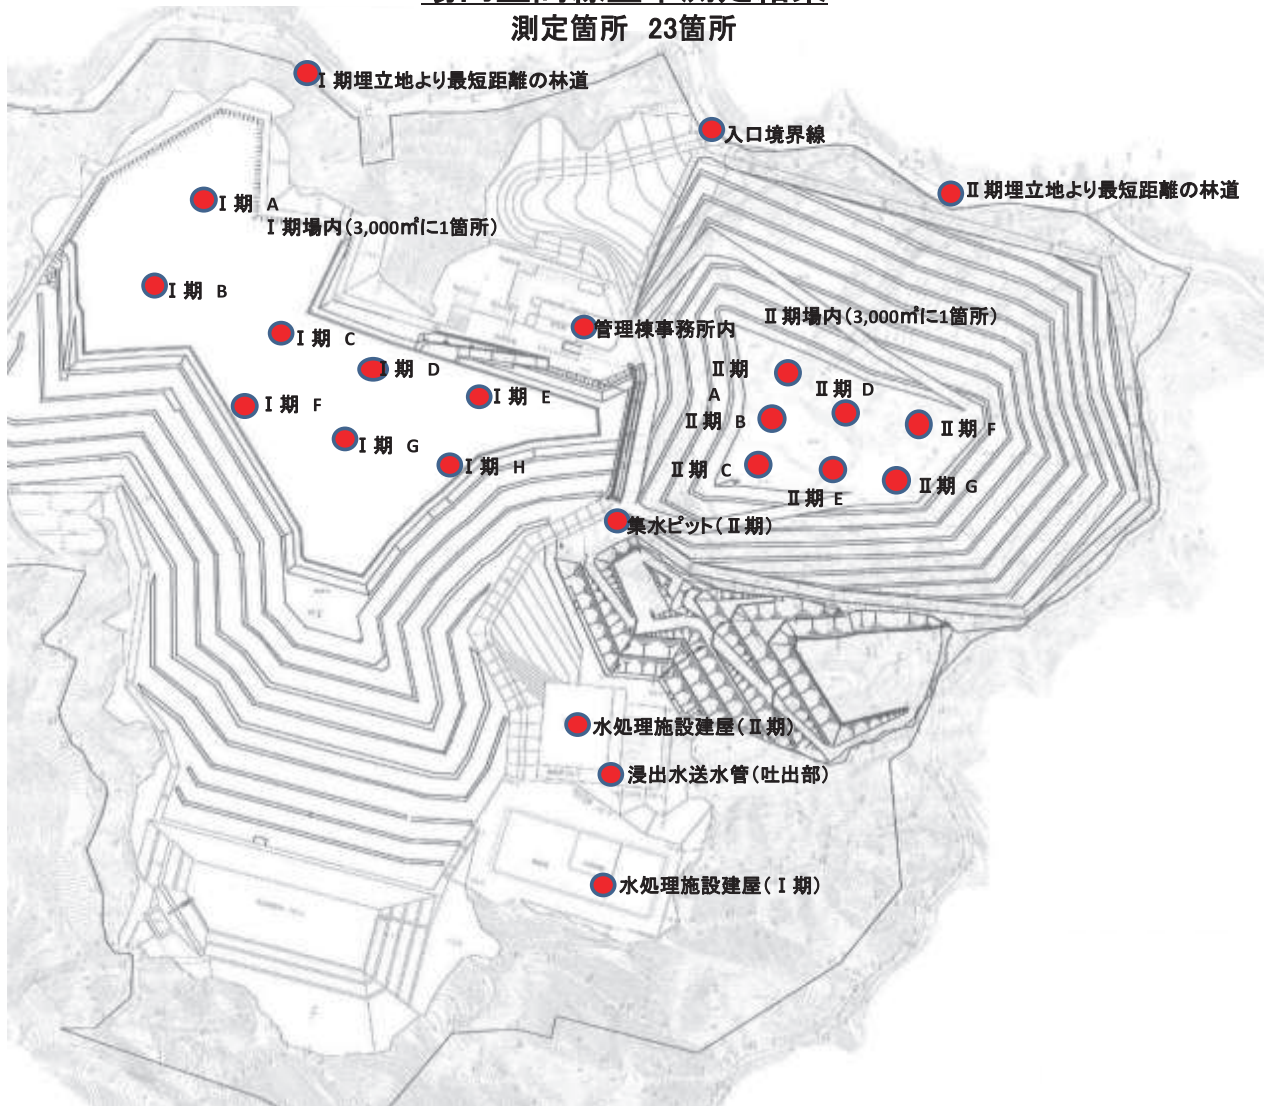 測定箇所 23箇所
Ⅰ期埋立地より最短距離の林道
入口境界線
Ⅱ期埋立地より最短距離の林道
Ⅰ期 A
Ⅰ期場内(3,000㎡に1箇所)
Ⅰ期 B
Ⅰ期 C
管理棟事務所内
Ⅱ期場内(3,000㎡に1箇所)
Ⅰ期 D
Ⅱ期
A
Ⅱ期 D
Ⅰ期 E
Ⅰ期 F
Ⅱ期 B
Ⅱ期 F
Ⅰ期 G
Ⅰ期 H
Ⅱ期 C
Ⅱ期 E
Ⅱ期 G
集水ピット(Ⅱ期)
水処理施設建屋(Ⅱ期)
浸出水送水管(吐出部)
水処理施設建屋(Ⅰ期)